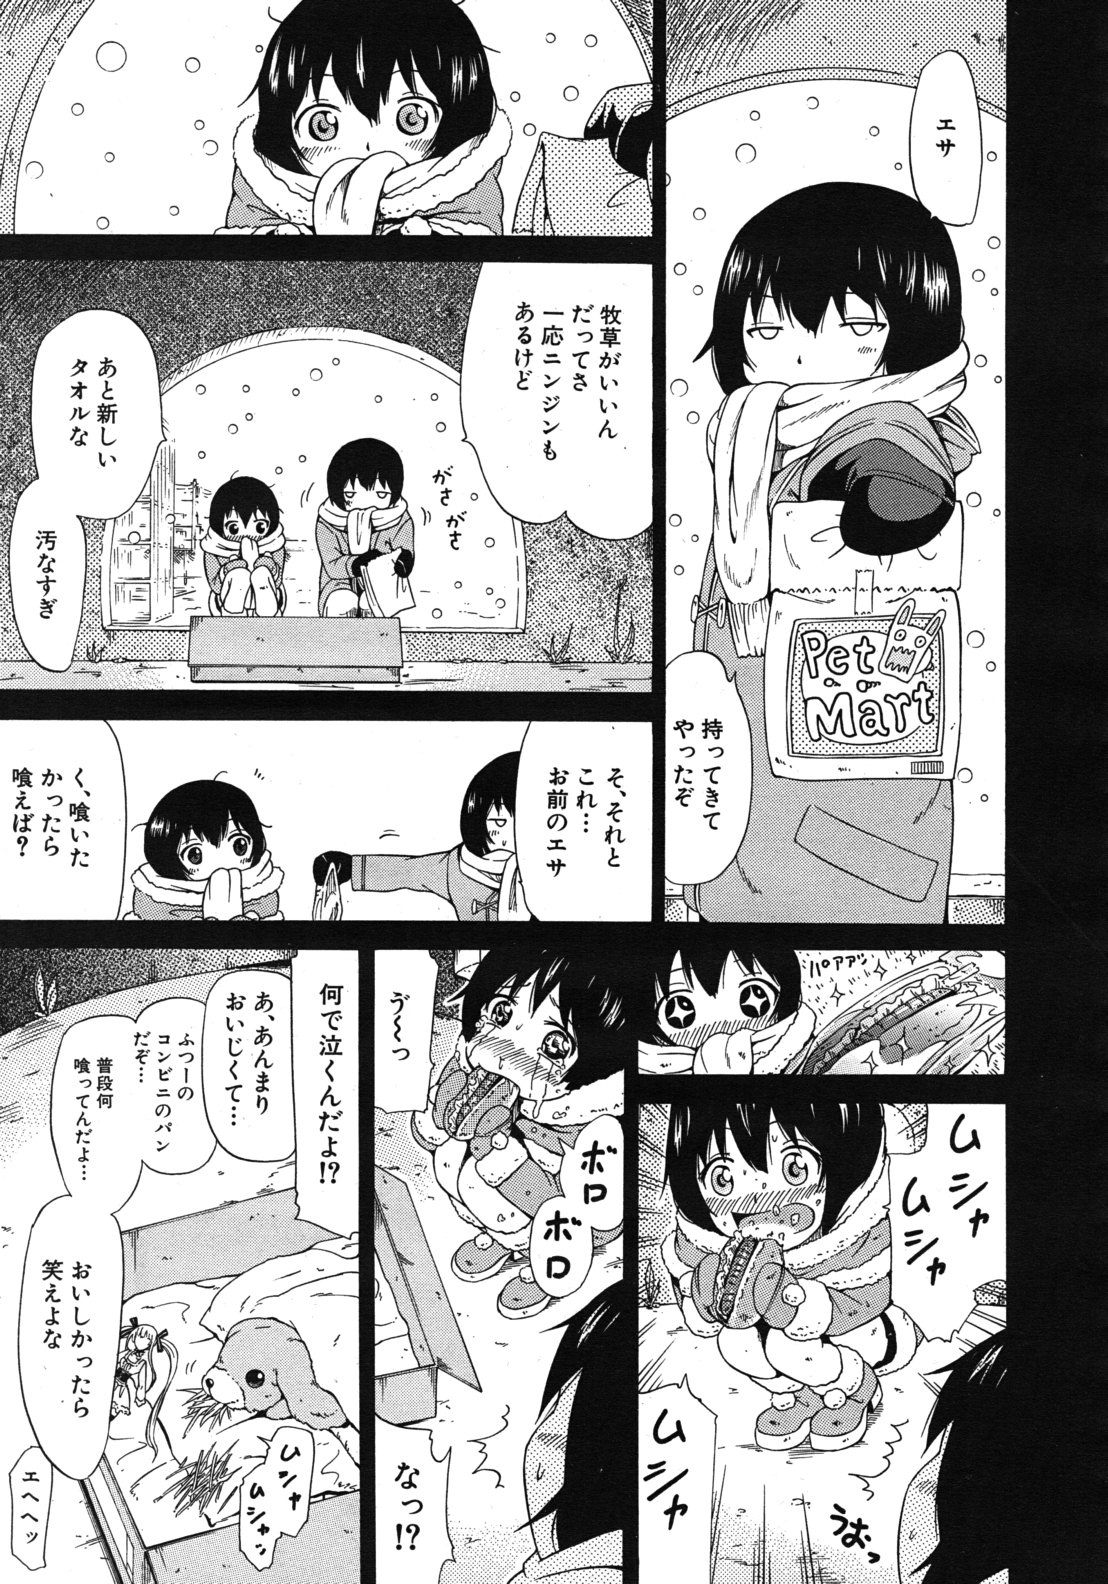 エサ
Pet
Mart
持ってきて
やったぞ
牧草がいいん
だってさ
一応ニンジンも
あるけど
がさ
がさ
あと新しい
タオルな
汚なすぎ
そ、それと
これ…
お前のエサ
く、喰いた
かったら
喰えば?
パアアッ
ムシャ
ムシャ
ムシャ
うおっ
ゔ〜っ
ボロ
ボロ
なっ!?
何で泣くんだよ!?
あ、あんまり
おいじくて…
ふつーの
コンビニのパン
だぞ…
普段何
喰ってんだよ…
おいしかったら
笑えよな
ムシャ
ムシャッ
エヘヘッ